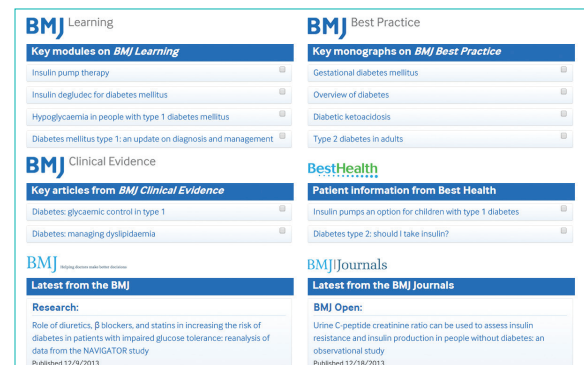 BMJ Learning
Key modules on BMJ Learning
Insulin pump therapy
Insulin degludec for diabetes mellitus
Hypoglycaemia in people with type 1 diabetes mellitus
Diabetes mellitus type 1: an update on diagnosis and management
BMJ Clinical Evidence
Key articles from BMJ Clinical Evidence
Diabetes: glycaemic control in type 1
Diabetes: managing dyslipidaemia
BMJ Helping doctors make better decisions
Latest from the BMJ
Research:
Role of diuretics, β blockers, and statins in increasing the risk of
diabetes in patients with impaired glucose tolerance: reanalysis of
data from the NAVIGATOR study
Published 12/9/2013
BMJ Best Practice
Key monographs on BMJ Best Practice
Gestational diabetes mellitus
Overview of diabetes
Diabetic ketoacidosis
Type 2 diabetes in adults
BestHealth
Patient information from Best Health
Insulin pumps an option for children with type 1 diabetes
Diabetes type 2: should I take insulin?
BMJ|Journals
Latest from the BMJ Journals
BMJ Open:
Urine C-peptide creatinine ratio can be used to assess insulin
resistance and insulin production in people without diabetes: an
observational study
Published 12/18/2013